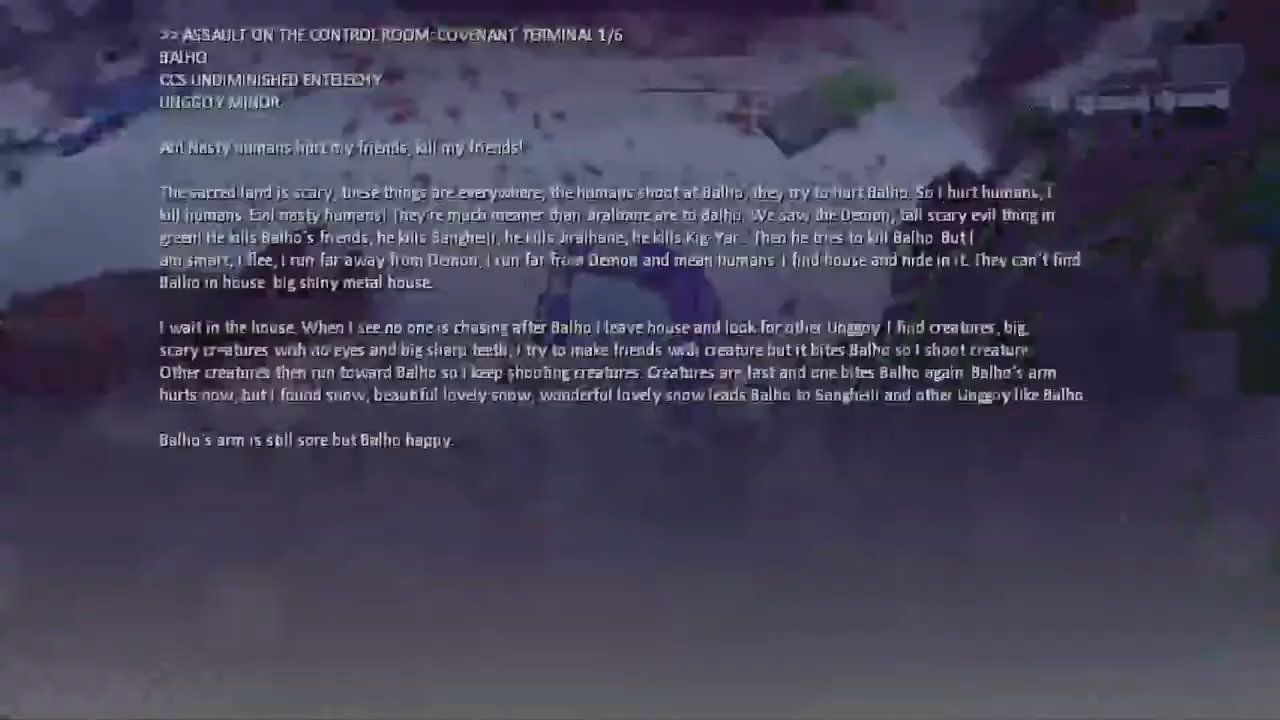 >> ASSAULT ON THE CONTROL ROOM: COVENANT TERMINAL 1/6
BALHO
CCS UNDIMINISHED ENTELECHY
UNGGOY MINOR
Ah! Nasty humans hurt my friends, kill my friends!
The sacred land is scary, these things are everywhere, the humans shoot at Balho, they try to hurt Balho. So I hurt humans, I
kill humans. Evil nasty humans! They're much meaner than Jiralhane are to Balho. We saw the Demon, tall scary evil thing in
green! He kills Balho's friends, he kills Sangheili, he kills Jiralhane, he kills Kig-Yar... Then he tries to kill Balho. But I
am smart, I flee, I run far away from Demon, I run far from Demon and mean humans. I find house and hide in it. They can't find
Balho in house, big shiny metal house.
I wait in the house. When I see no one is chasing after Balho I leave house and look for other Unggoy. I find creatures, big,
scary creatures with no eyes and big sharp teeth. I try to make friends with creature but it bites Balho so I shoot creature.
Other creatures then run toward Balho so I keep shooting creatures. Creatures are fast and one bites Balho again. Balho's arm
hurts now, but I found snow, beautiful lovely snow, wonderful lovely snow leads Balho to Sangheili and other Unggoy like Balho.
Balho's arm is still sore but Balho happy.